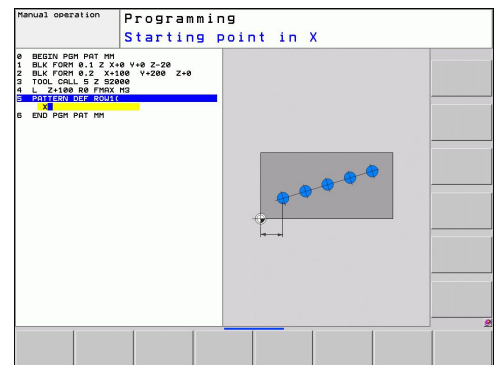 Manual operation
Programming
Starting point in X
0 BEGIN PGM PAT MM
1 BLK FORM 0.1 Z X+0 Y+0 Z-20
2 BLK FORM 0.2 X+100 Y+200 Z+0
3 TOOL CALL 5 Z S2000
4 L Z+100 R0 FMAX M3
5 PATTERN DEF ROW1(
X
6 END PGM PAT MM